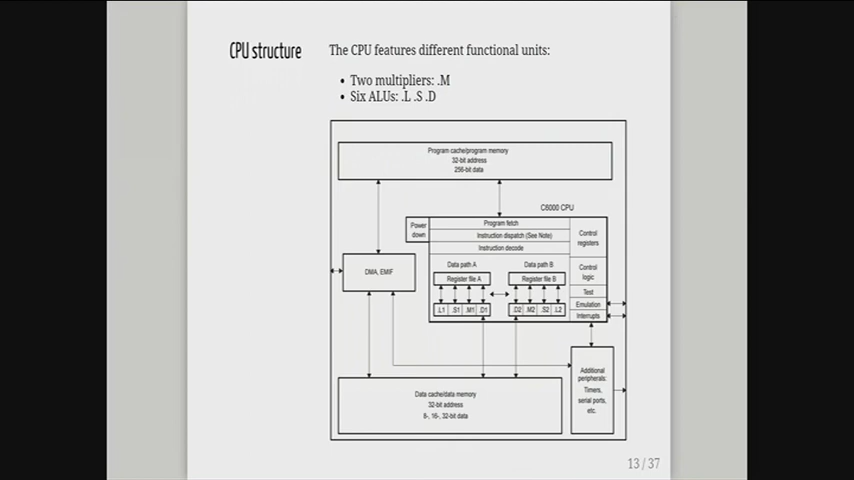 CPU structure
The CPU features different functional units:
• Two multipliers: .M
• Six ALUs: .L .S .D
Program cache/program memory
32-bit address
256-bit data
C6000 CPU
Power
down
Program fetch
Instruction dispatch (See Note)
Instruction decode
Control
registers
DMA, EMIF
Data path A
Data path B
Register file A
Register file B
.L1 .S1 .M1 .D1
.D2 .M2 .S2 .L2
Control
logic
Test
Emulation
Interrupts
Data cache/data memory
32-bit address
8-, 16-, 32-bit data
Additional
peripherals:
Timers,
serial ports,
etc.
13 / 37